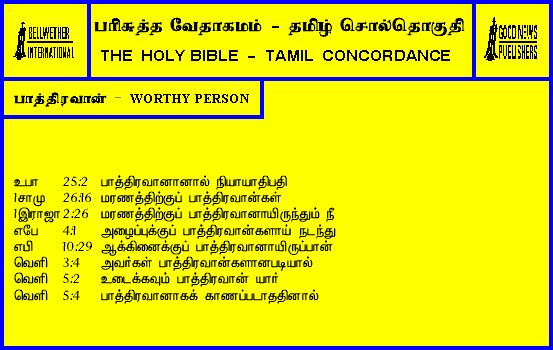 BELLWETHER
INTERNATIONAL
பரிசுத்த வேதாகமம் - தமிழ் சொல்தொகுதி
THE HOLY BIBLE - TAMIL CONCORDANCE
GOOD NEWS
PUBLISHERS
பாத்திரவான் - WORTHY PERSON
உபா 25:2 பாத்திரவானானால் நியாயாதிபதி
1சாமு 26:16 மரணத்திற்குப் பாத்திரவான்கள்
1இராஜா 2:26 மரணத்திற்குப் பாத்திரவானாயிருந்தும் நீ
எபே 4:1 அழைப்புக்குப் பாத்திரவான்களாய் நடந்து
எபி 10:29 ஆக்கினைக்குப் பாத்திரவானாயிருப்பான்
வெளி 3:4 அவர்கள் பாத்திரவான்களானபடியால்
வெளி 5:2 உடைக்கவும் பாத்திரவான் யார்
வெளி 5:4 பாத்திரவானாகக் காணப்படாததினால்